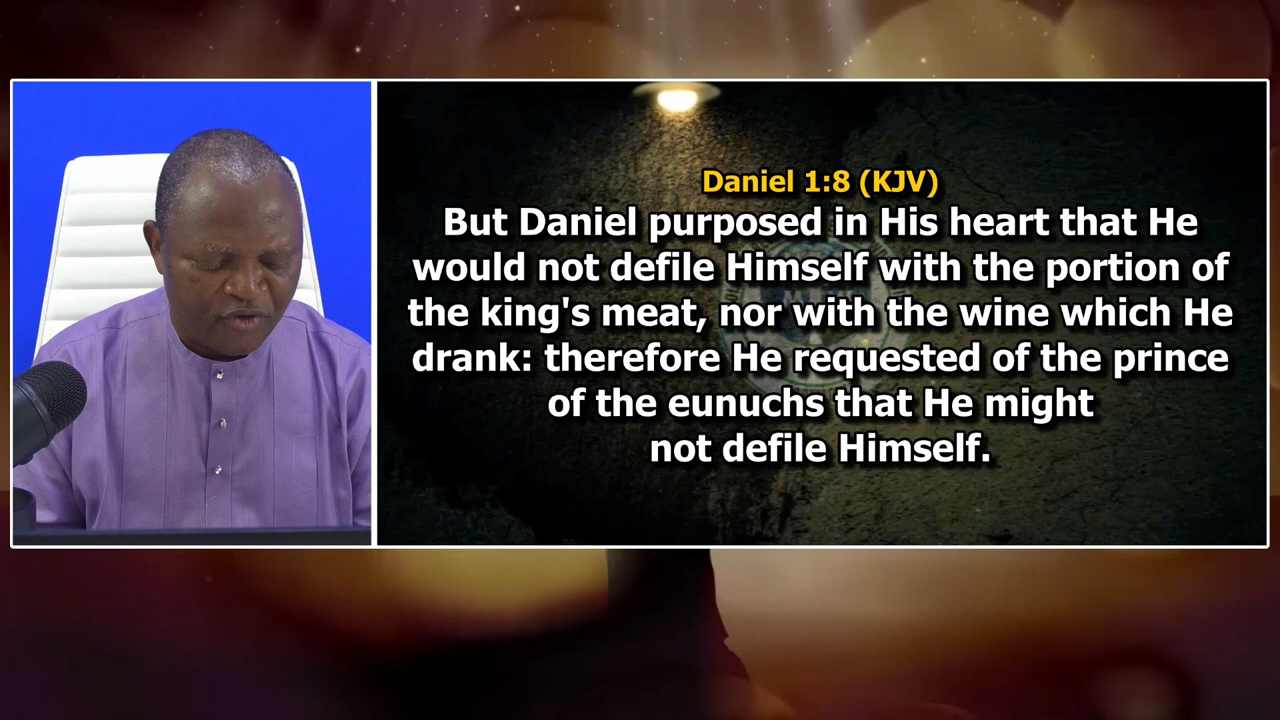 Daniel 1:8 (KJV)
But Daniel purposed in His heart that He
would not defile Himself with the portion of
the king's meat, nor with the wine which He
drank: therefore He requested of the prince
of the eunuchs that He might
not defile Himself.